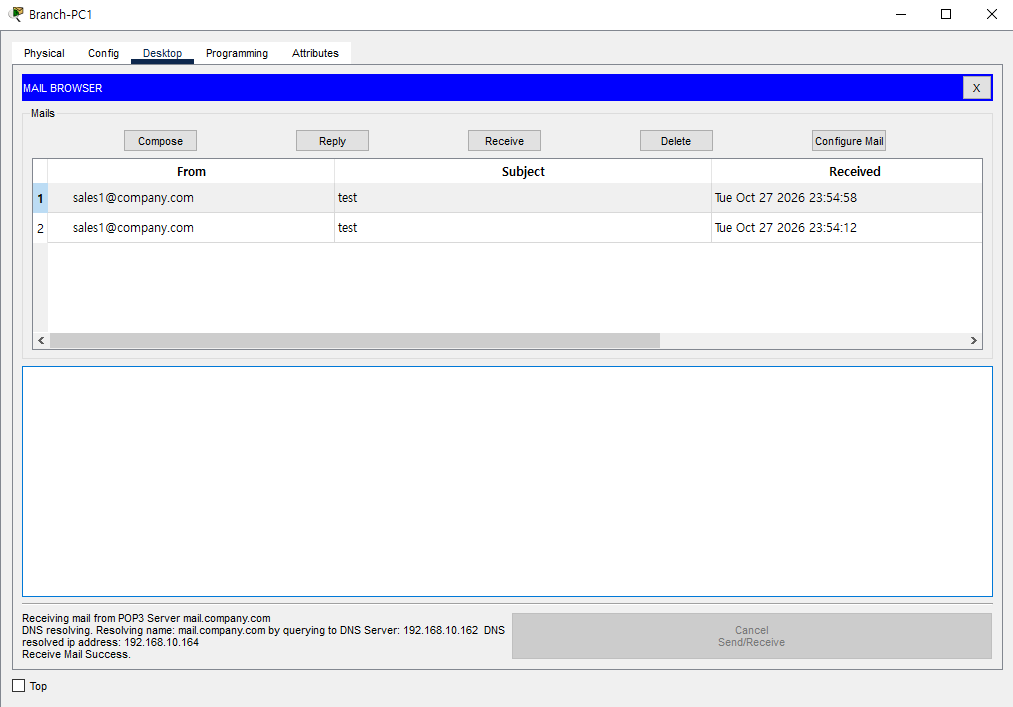 Branch-PC1
Physical Config Desktop Programming Attributes
MAIL BROWSER X
Mails
Compose Reply Receive Delete Configure Mail
From Subject Received
1 sales1@company.com test Tue Oct 27 2026 23:54:58
2 sales1@company.com test Tue Oct 27 2026 23:54:12
Receiving mail from POP3 Server mail.company.com
DNS resolving. Resolving name: mail.company.com by querying to DNS Server: 192.168.10.162 DNS
resolved ip address: 192.168.10.164
Receive Mail Success.
Cancel
Send/Receive
Top